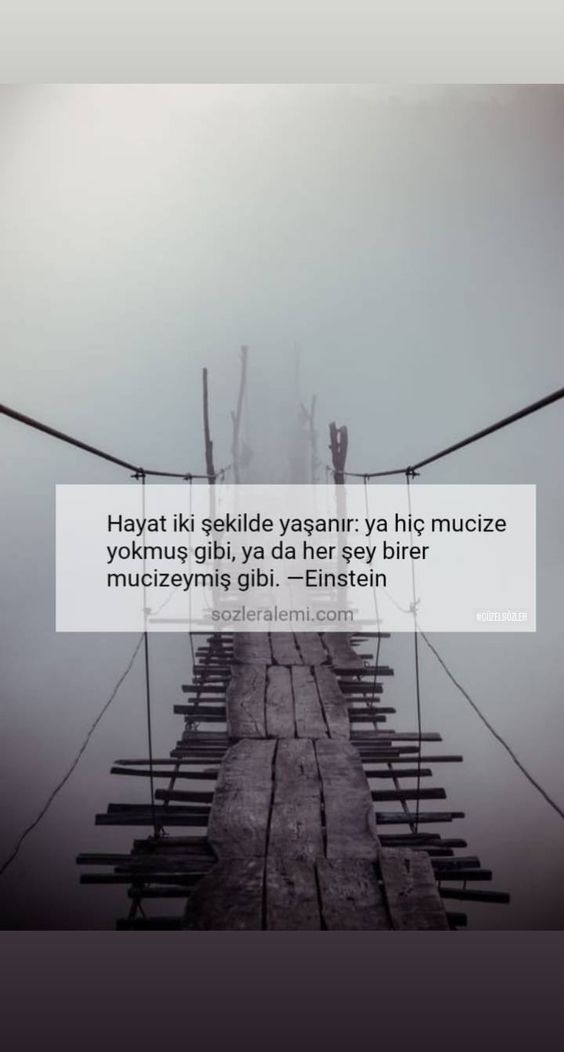 Hayat iki şekilde yaşanır: ya hiç mucize
yokmuş gibi, ya da her şey birer
mucizeymiş gibi. —Einstein
sozleralemi.com
#GÜZELSÖZLER